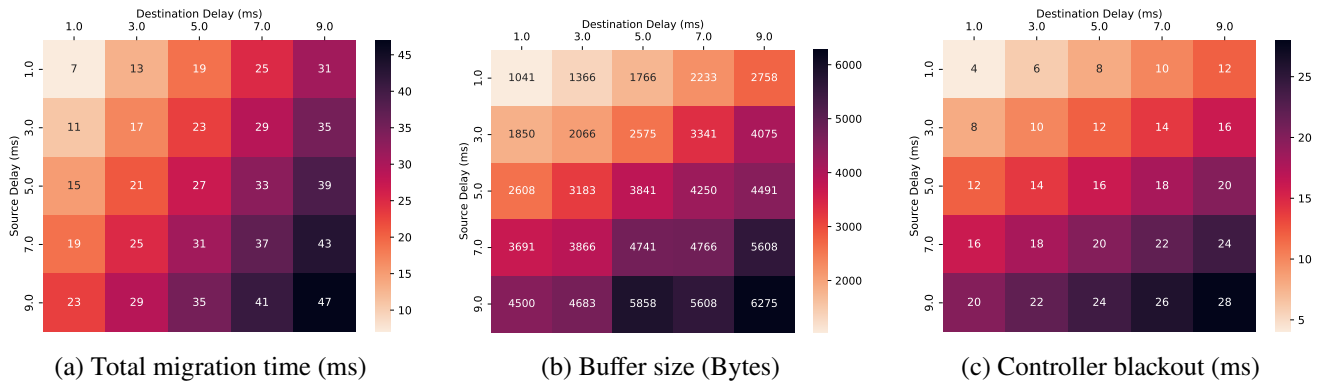 Destination Delay (ms)
1.0 3.0 5.0 7.0 9.0
Source Delay (ms)
1.0 7 13 19 25 31
3.0 11 17 23 29 35
5.0 15 21 27 33 39
7.0 19 25 31 37 43
9.0 23 29 35 41 47
45
40
35
30
25
20
15
10
(a) Total migration time (ms)
Destination Delay (ms)
1.0 3.0 5.0 7.0 9.0
Source Delay (ms)
1.0 1041 1366 1766 2233 2758
3.0 1850 2066 2575 3341 4075
5.0 2608 3183 3841 4250 4491
7.0 3691 3866 4741 4766 5608
9.0 4500 4683 5858 5608 6275
6000
5000
4000
3000
2000
(b) Buffer size (Bytes)
Destination Delay (ms)
1.0 3.0 5.0 7.0 9.0
Source Delay (ms)
1.0 4 6 8 10 12
3.0 8 10 12 14 16
5.0 12 14 16 18 20
7.0 16 18 20 22 24
9.0 20 22 24 26 28
25
20
15
10
5
(c) Controller blackout (ms)